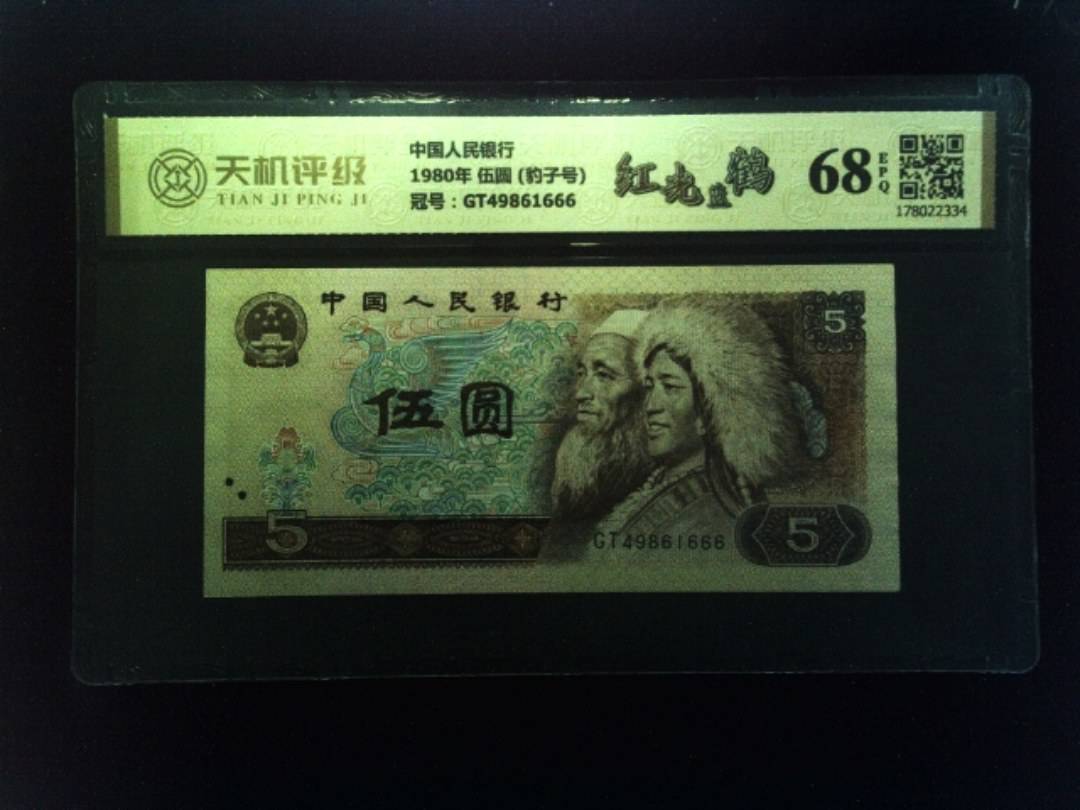 天机评级
TIAN JI PING JI
中国人民银行
1980年 伍圆 (豹子号)
冠号：GT49861666
红光蓝鹤
68
EPQ
178022334
中国人民银行
5
伍圆
5
GT49861666
5